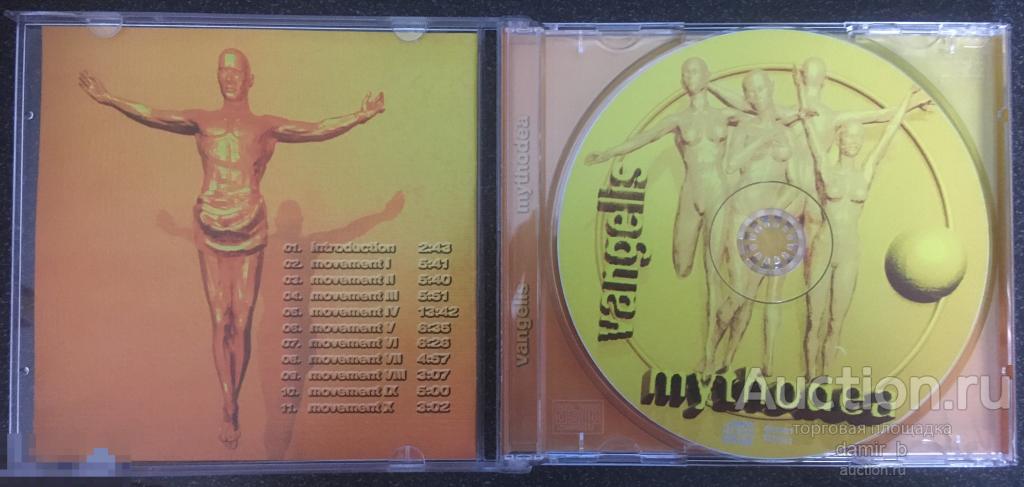 01. introduction 2:43
02. movement I 5:41
03. movement II 5:40
04. movement III 5:51
05. movement IV 13:42
06. movement V 6:35
07. movement VI 6:26
08. movement VII 4:57
09. movement VIII 3:07
10. movement IX 5:00
11. movement X 3:02
vangelis mythodea
vangelis
mythodea
Auction.ru
торговая площадка
damir_b
auction.ru